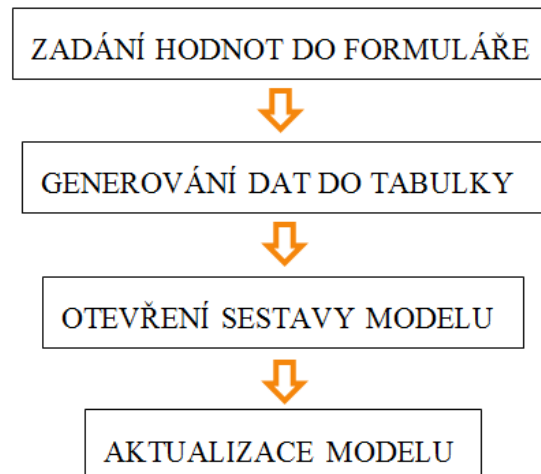 ZADÁNÍ HODNOT DO FORMULÁŘE
GENEROVÁNÍ DAT DO TABULKY
OTEVŘENÍ SESTAVY MODELU
AKTUALIZACE MODELU